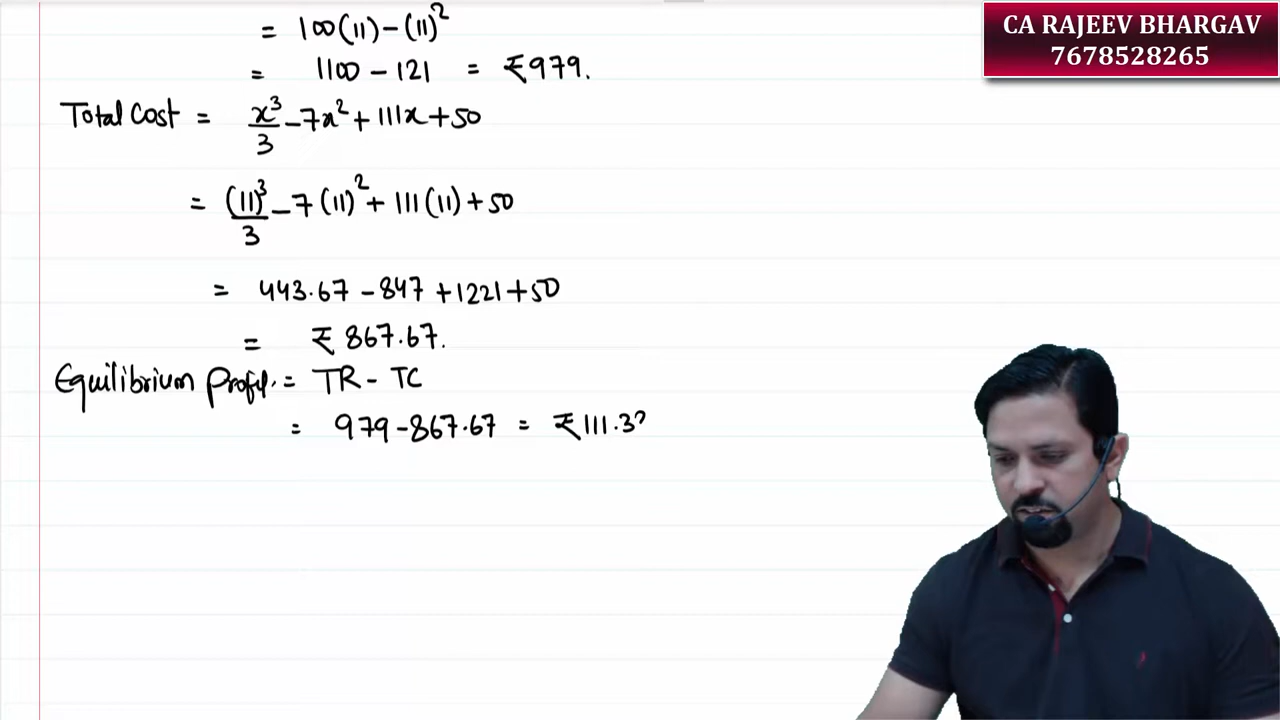 = 100(11) - (11)²
= 1100 - 121 = ₹979.
Total Cost = x³/3 - 7x² + 111x + 50
= (11)³/3 - 7(11)² + 111(11) + 50
= 443.67 - 847 + 1221 + 50
= ₹867.67.
Equilibrium = TR - TC
= 979 - 867.67 = ₹111.3
CA RAJEEV BHARGAV
7678528265